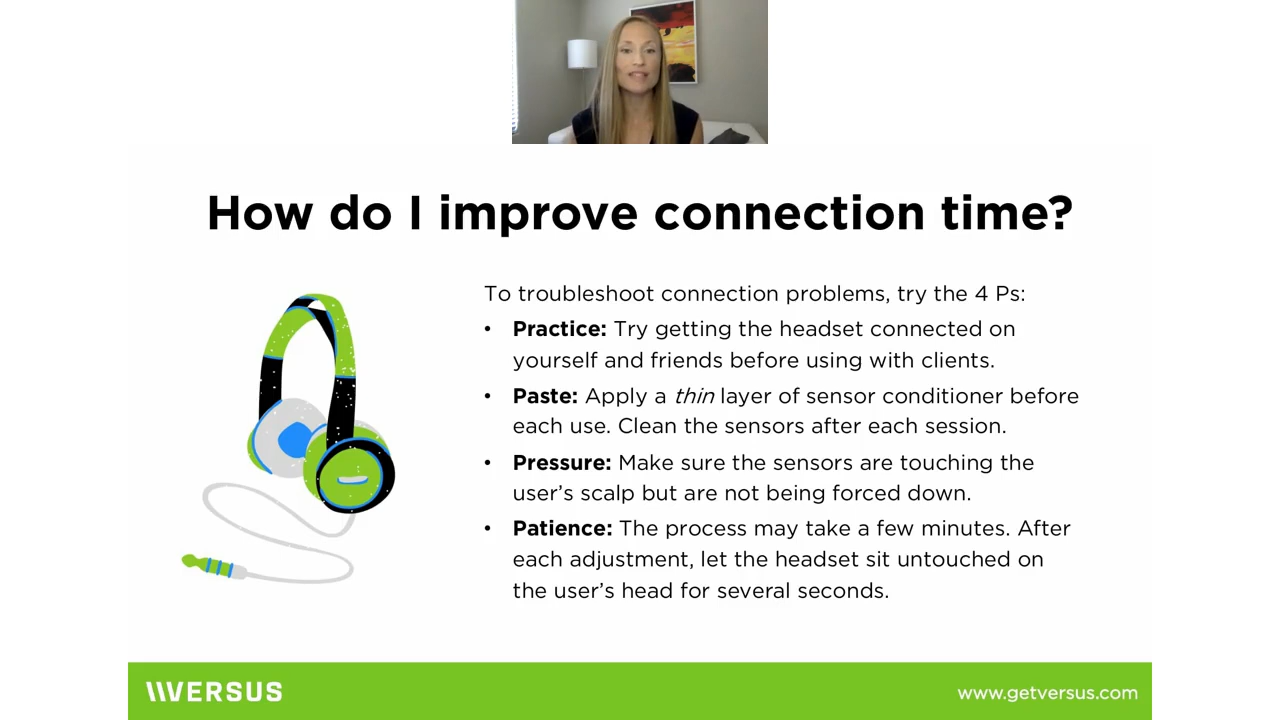 How do I improve connection time?
To troubleshoot connection problems, try the 4 Ps:
• Practice: Try getting the headset connected on
yourself and friends before using with clients.
• Paste: Apply a thin layer of sensor conditioner before
each use. Clean the sensors after each session.
• Pressure: Make sure the sensors are touching the
user’s scalp but are not being forced down.
• Patience: The process may take a few minutes. After
each adjustment, let the headset sit untouched on
the user’s head for several seconds.
VERSUS
www.getversus.com